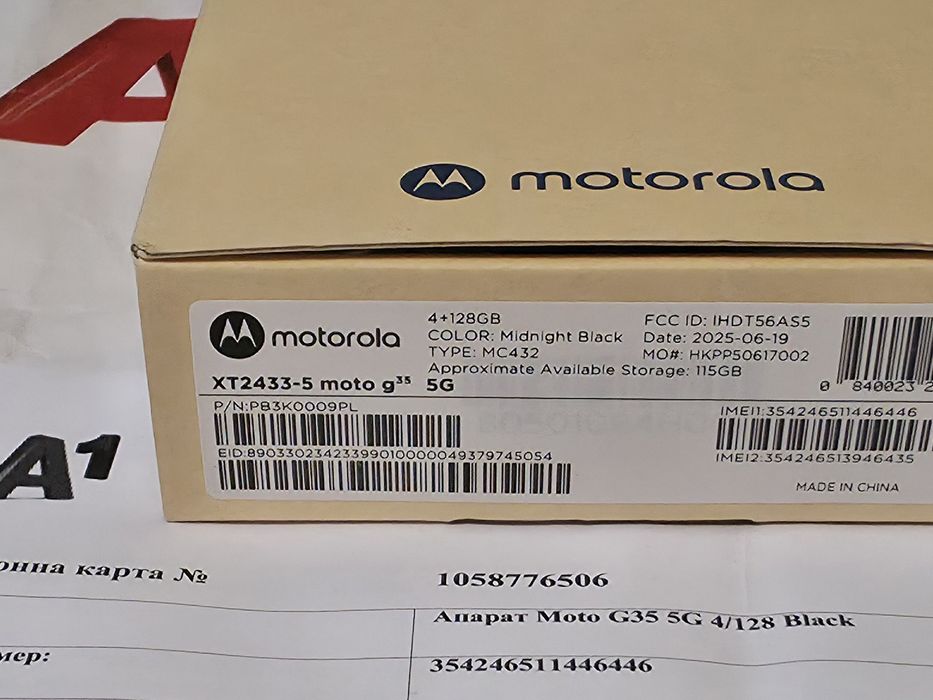 A1
motorola
motorola
4+128GB
COLOR: Midnight Black
TYPE: MC432
Approximate Available Storage: 115GB
FCC ID: IHDT56AS5
Date: 2025-06-19
MO#: HKPP50617002
XT2433-5 moto g³⁵ 5G
0 840023 2
P/N:PB3K0009PL
EID:89033023423399010000049379745054
IMEI1:354246511446446
IMEI2:354246513946435
MADE IN CHINA
1058776506
карта №
Апарат Moto G35 5G 4/128 Black
354246511446446